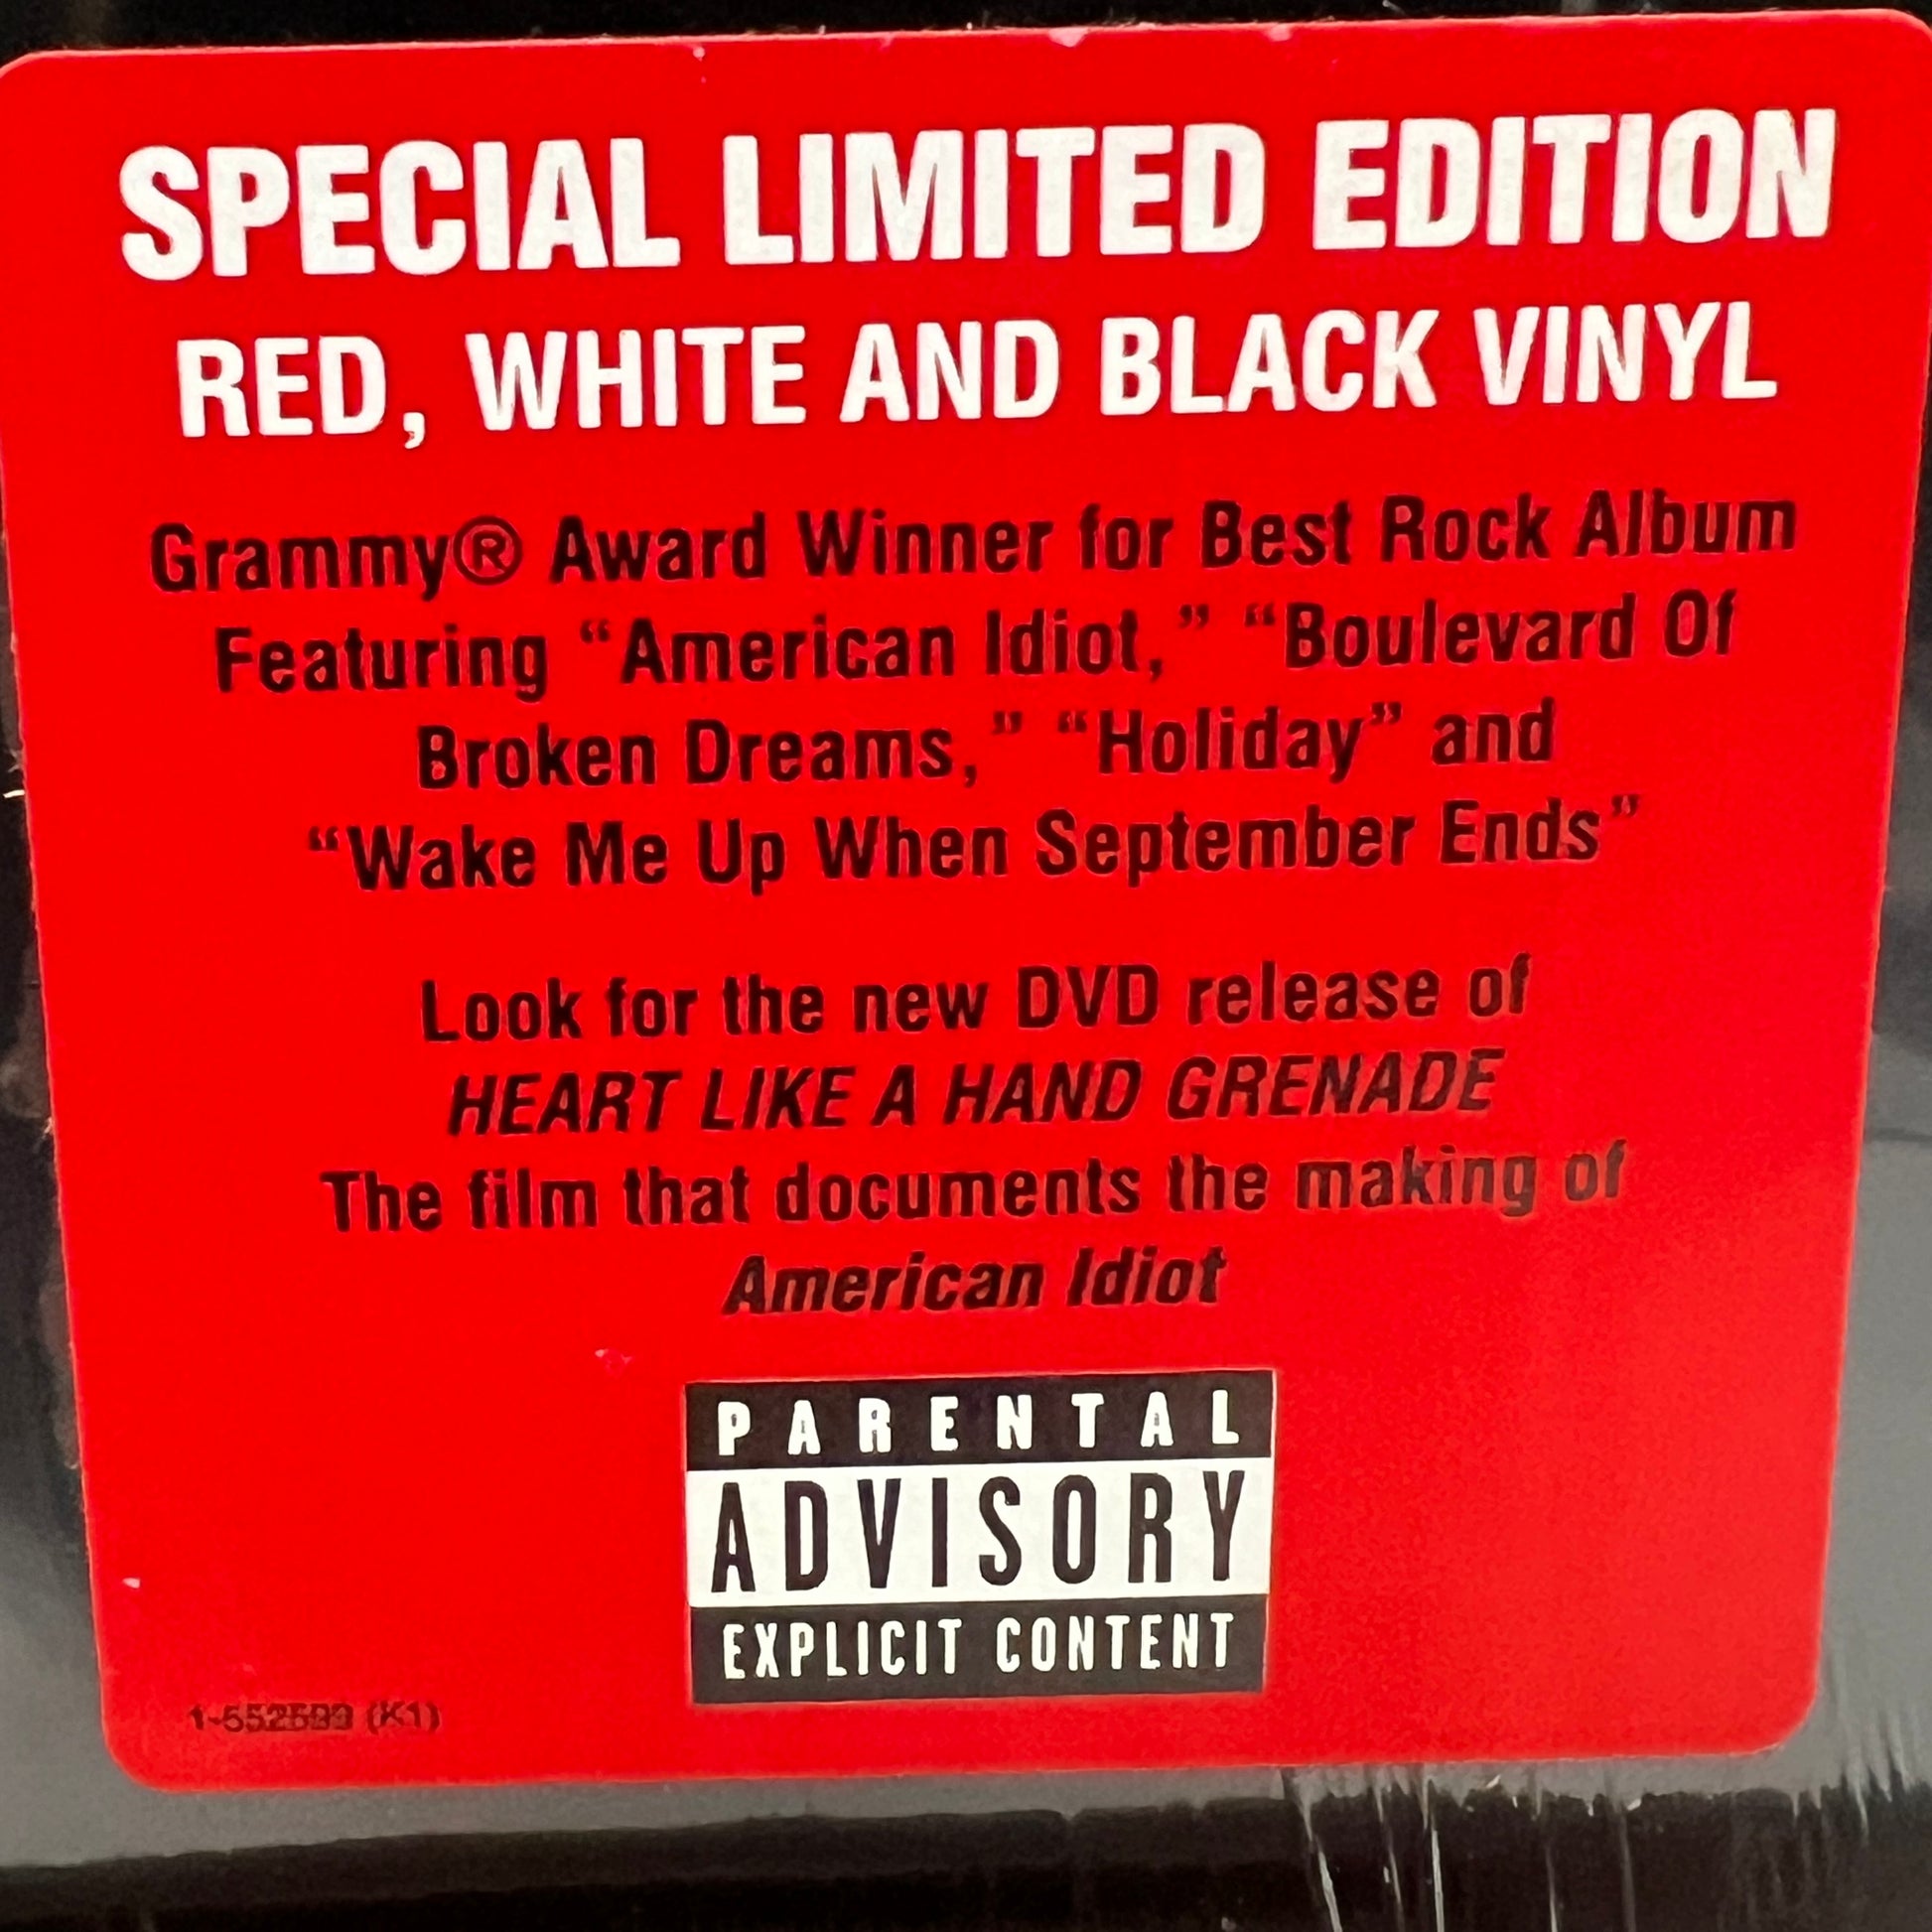 SPECIAL LIMITED EDITION
RED, WHITE AND BLACK VINYL
Grammy® Award Winner for Best Rock Album
Featuring “American Idiot,” “Boulevard Of
Broken Dreams,” “Holiday” and
“Wake Me Up When September Ends”
Look for the new DVD release of
HEART LIKE A HAND GRENADE
The film that documents the making of
American Idiot
PARENTAL
ADVISORY
EXPLICIT CONTENT
(K1)